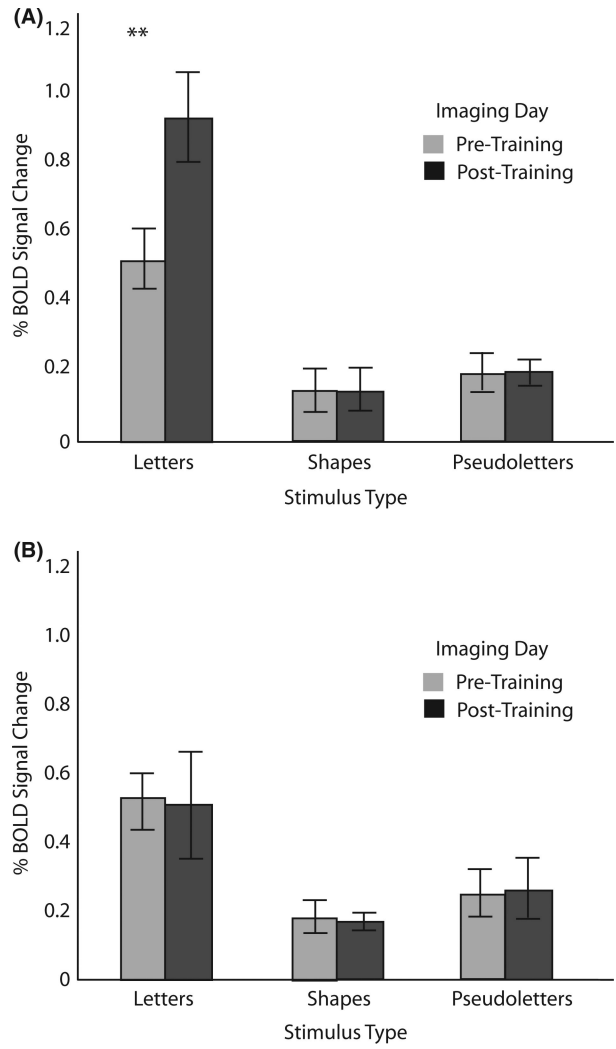 (A)
1.2
**
1.0
0.8
0.6
0.4
0.2
0
% BOLD Signal Change
Imaging Day
Pre-Training
Post-Training
Letters Shapes Pseudoletters
Stimulus Type
(B)
1.2
1.0
0.8
0.6
0.4
0.2
0
% BOLD Signal Change
Imaging Day
Pre-Training
Post-Training
Letters Shapes Pseudoletters
Stimulus Type